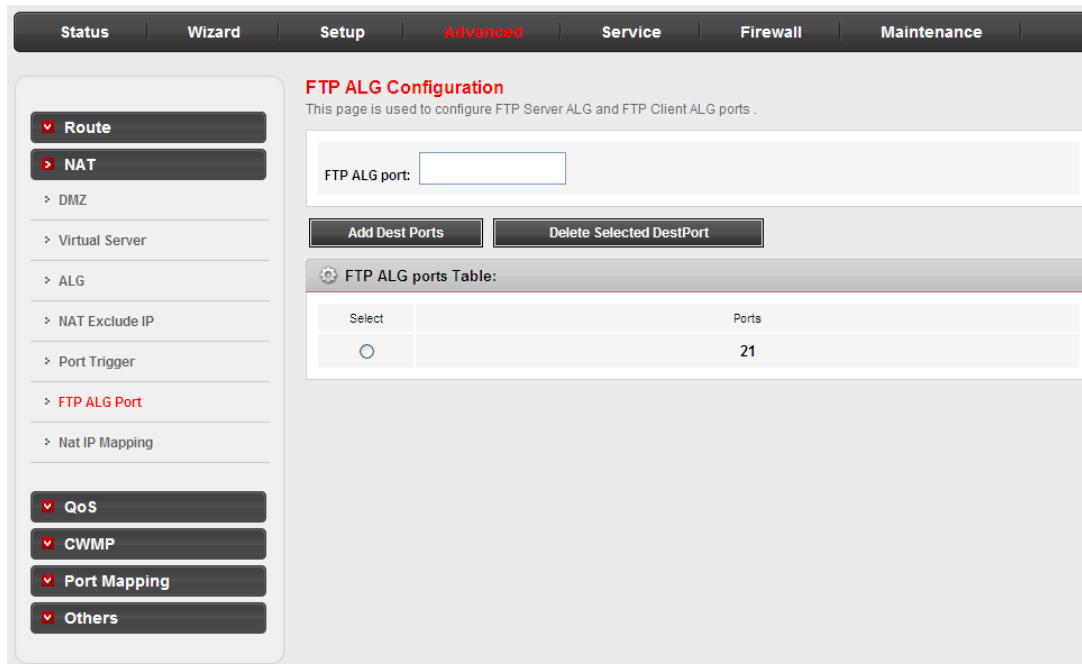 Status Wizard Setup Advanced Service Firewall Maintenance
Route
NAT
DMZ
Virtual Server
ALG
NAT Exclude IP
Port Trigger
FTP ALG Port
Nat IP Mapping
QoS
CWMP
Port Mapping
Others
FTP ALG Configuration
This page is used to configure FTP Server ALG and FTP Client ALG ports .
FTP ALG port:
Add Dest Ports Delete Selected DestPort
FTP ALG ports Table:
Select Ports
21